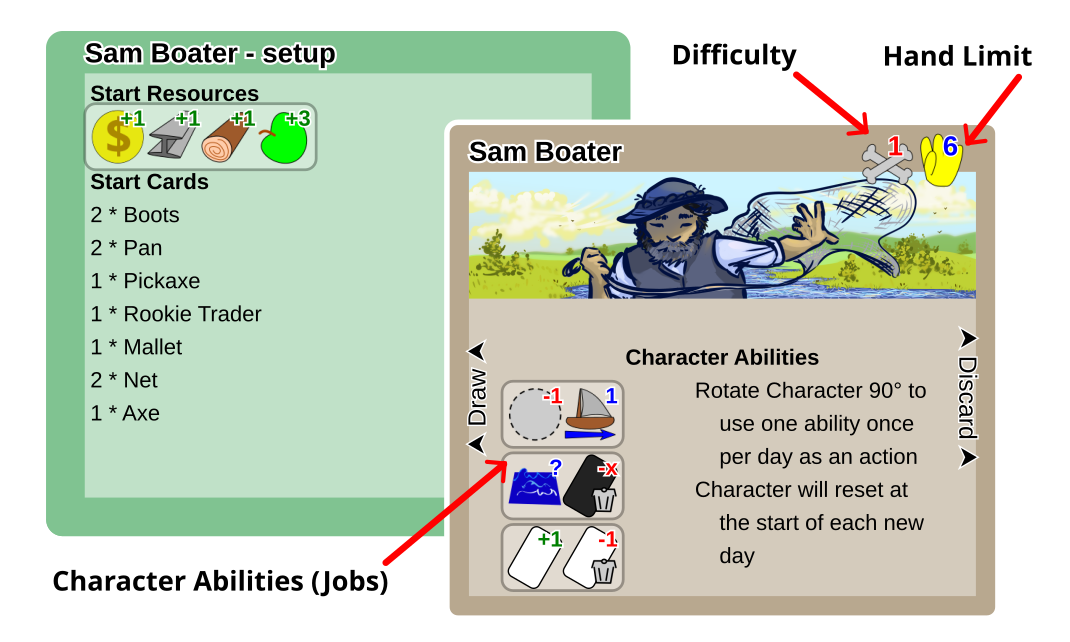 Sam Boater - setup
Start Resources
$ +1 +1 +1 +3
Start Cards
2 * Boots
2 * Pan
1 * Pickaxe
1 * Rookie Trader
1 * Mallet
2 * Net
1 * Axe
Difficulty
Hand Limit
Sam Boater
1 6
Character Abilities
Draw
Discard
-1 1
? -x
+1 -1
Rotate Character 90° to
use one ability once
per day as an action
Character will reset at
the start of each new
day
Character Abilities (Jobs)